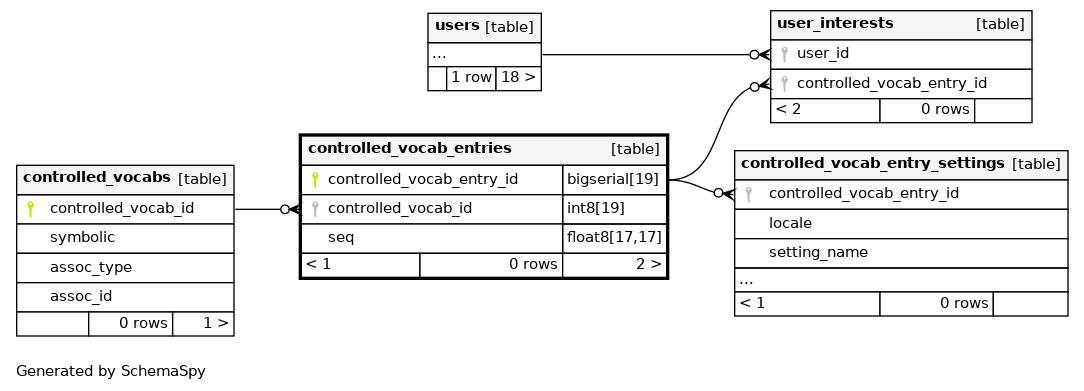 users [table]
...
1 row 18 >
user_interests [table]
user_id
controlled_vocab_entry_id
< 2 0 rows
controlled_vocabs [table]
controlled_vocab_id
symbolic
assoc_type
assoc_id
0 rows 1 >
controlled_vocab_entries [table]
controlled_vocab_entry_id bigserial[19]
controlled_vocab_id int8[19]
seq float8[17,17]
< 1 0 rows 2 >
controlled_vocab_entry_settings [table]
controlled_vocab_entry_id
locale
setting_name
...
< 1 0 rows
Generated by SchemaSpy